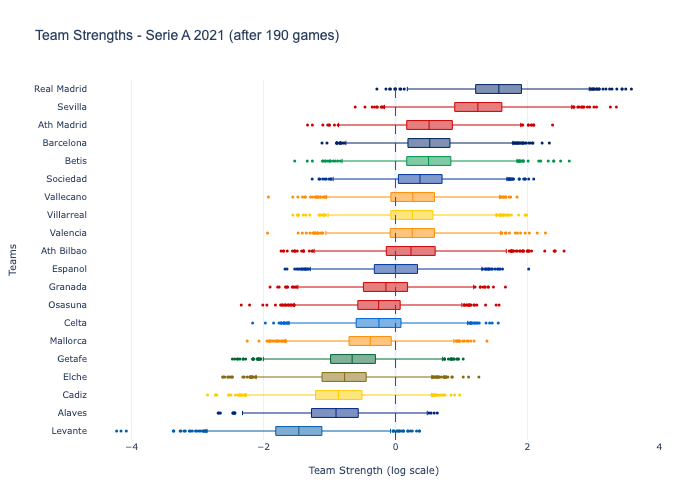 Team Strengths - Serie A 2021 (after 190 games)
Real Madrid
Sevilla
Ath Madrid
Barcelona
Betis
Sociedad
Vallecano
Villarreal
Valencia
Ath Bilbao
Espanol
Granada
Osasuna
Celta
Mallorca
Getafe
Elche
Cadiz
Alaves
Levante
Teams
−4 −2 0 2 4
Team Strength (log scale)